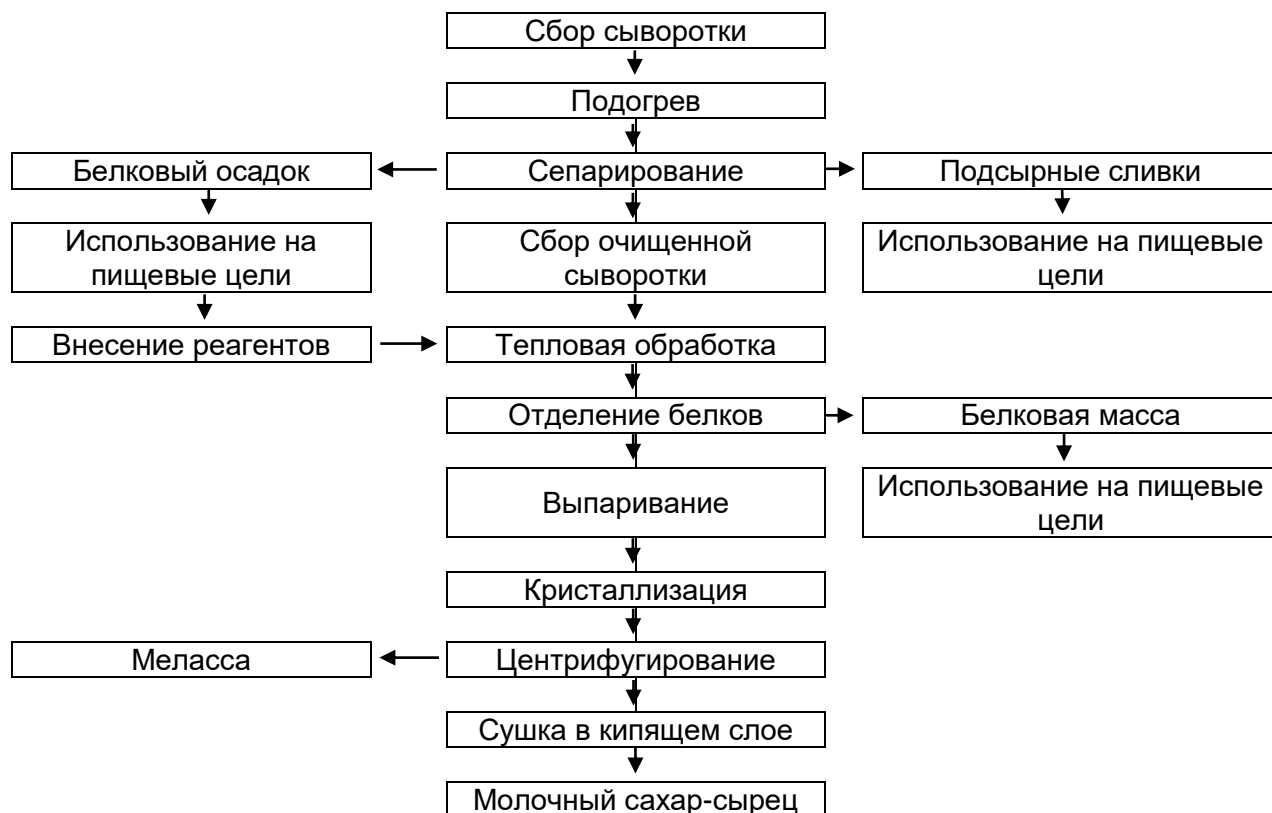 Сбор сыворотки
Подогрев
Белковый осадок
Сепарирование
Подсырные сливки
Использование на
пищевые цели
Сбор очищенной
сыворотки
Использование на пищевые
цели
Внесение реагентов
Тепловая обработка
Отделение белков
Белковая масса
Выпаривание
Использование на пищевые
цели
Кристаллизация
Меласса
Центрифугирование
Сушка в кипящем слое
Молочный сахар-сырец